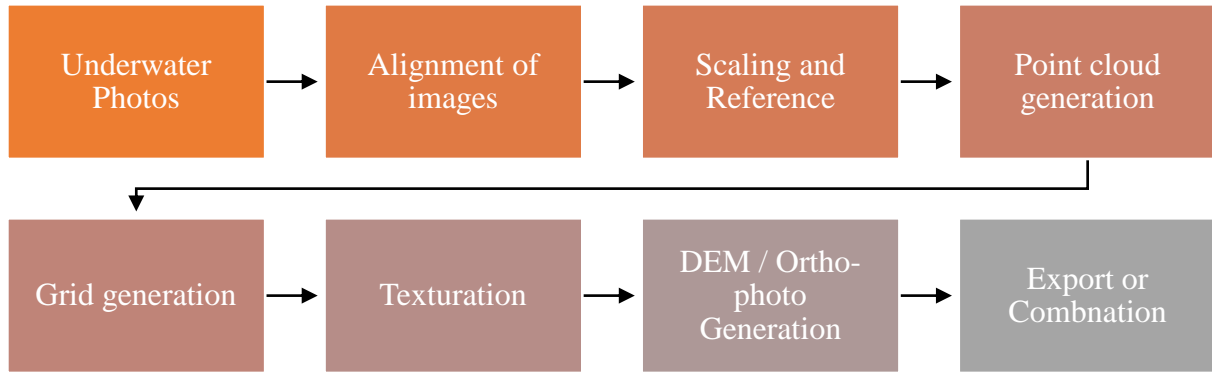 Underwater
Photos
Alignment of
images
Scaling and
Reference
Point cloud
generation
Grid generation
Texturation
DEM / Ortho-
photo
Generation
Export or
Combnation